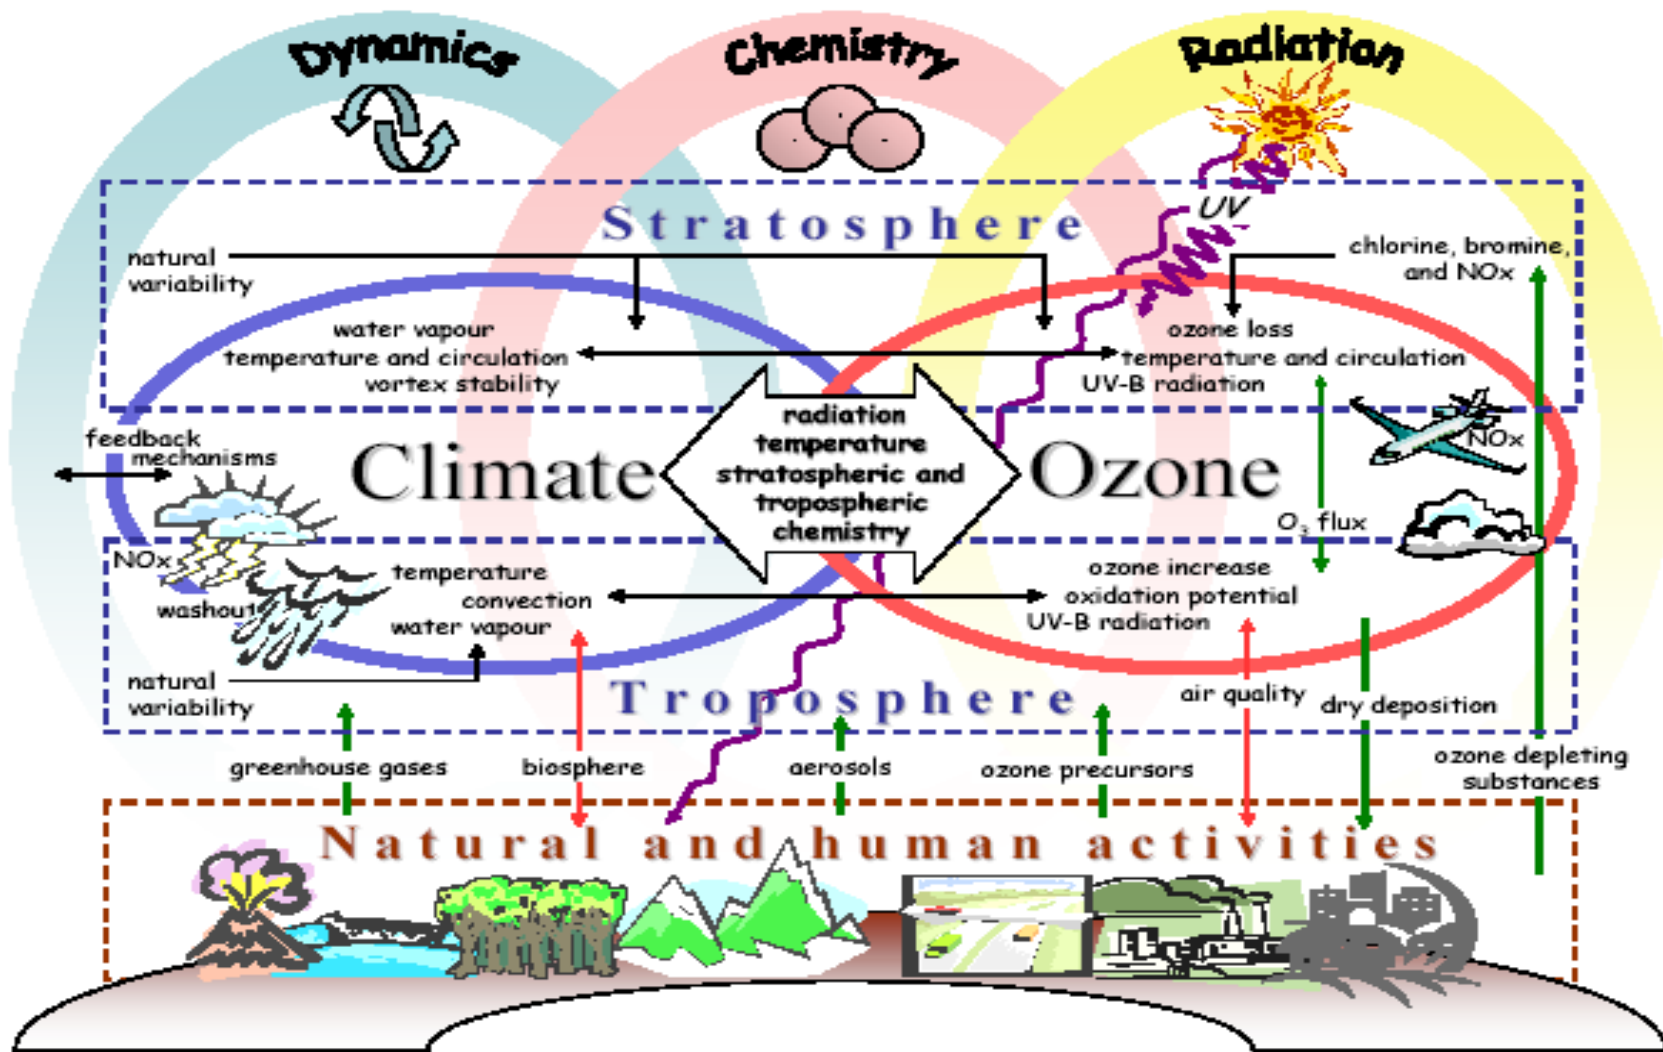 Dynamics
Chemistry
Radiation
Stratosphere
UV
natural
variability
chlorine, bromine,
and NOx
water vapour
temperature and circulation
vortex stability
ozone loss
temperature and circulation
UV-B radiation
feedback
mechanisms
Climate
radiation
temperature
stratospheric and
tropospheric
chemistry
Ozone
NOx
O₃ flux
NOx
washout
temperature
convection
water vapour
ozone increase
oxidation potential
UV-B radiation
natural
variability
Troposphere
air quality
dry deposition
greenhouse gases
biosphere
aerosols
ozone precursors
ozone depleting
substances
Natural and human activities